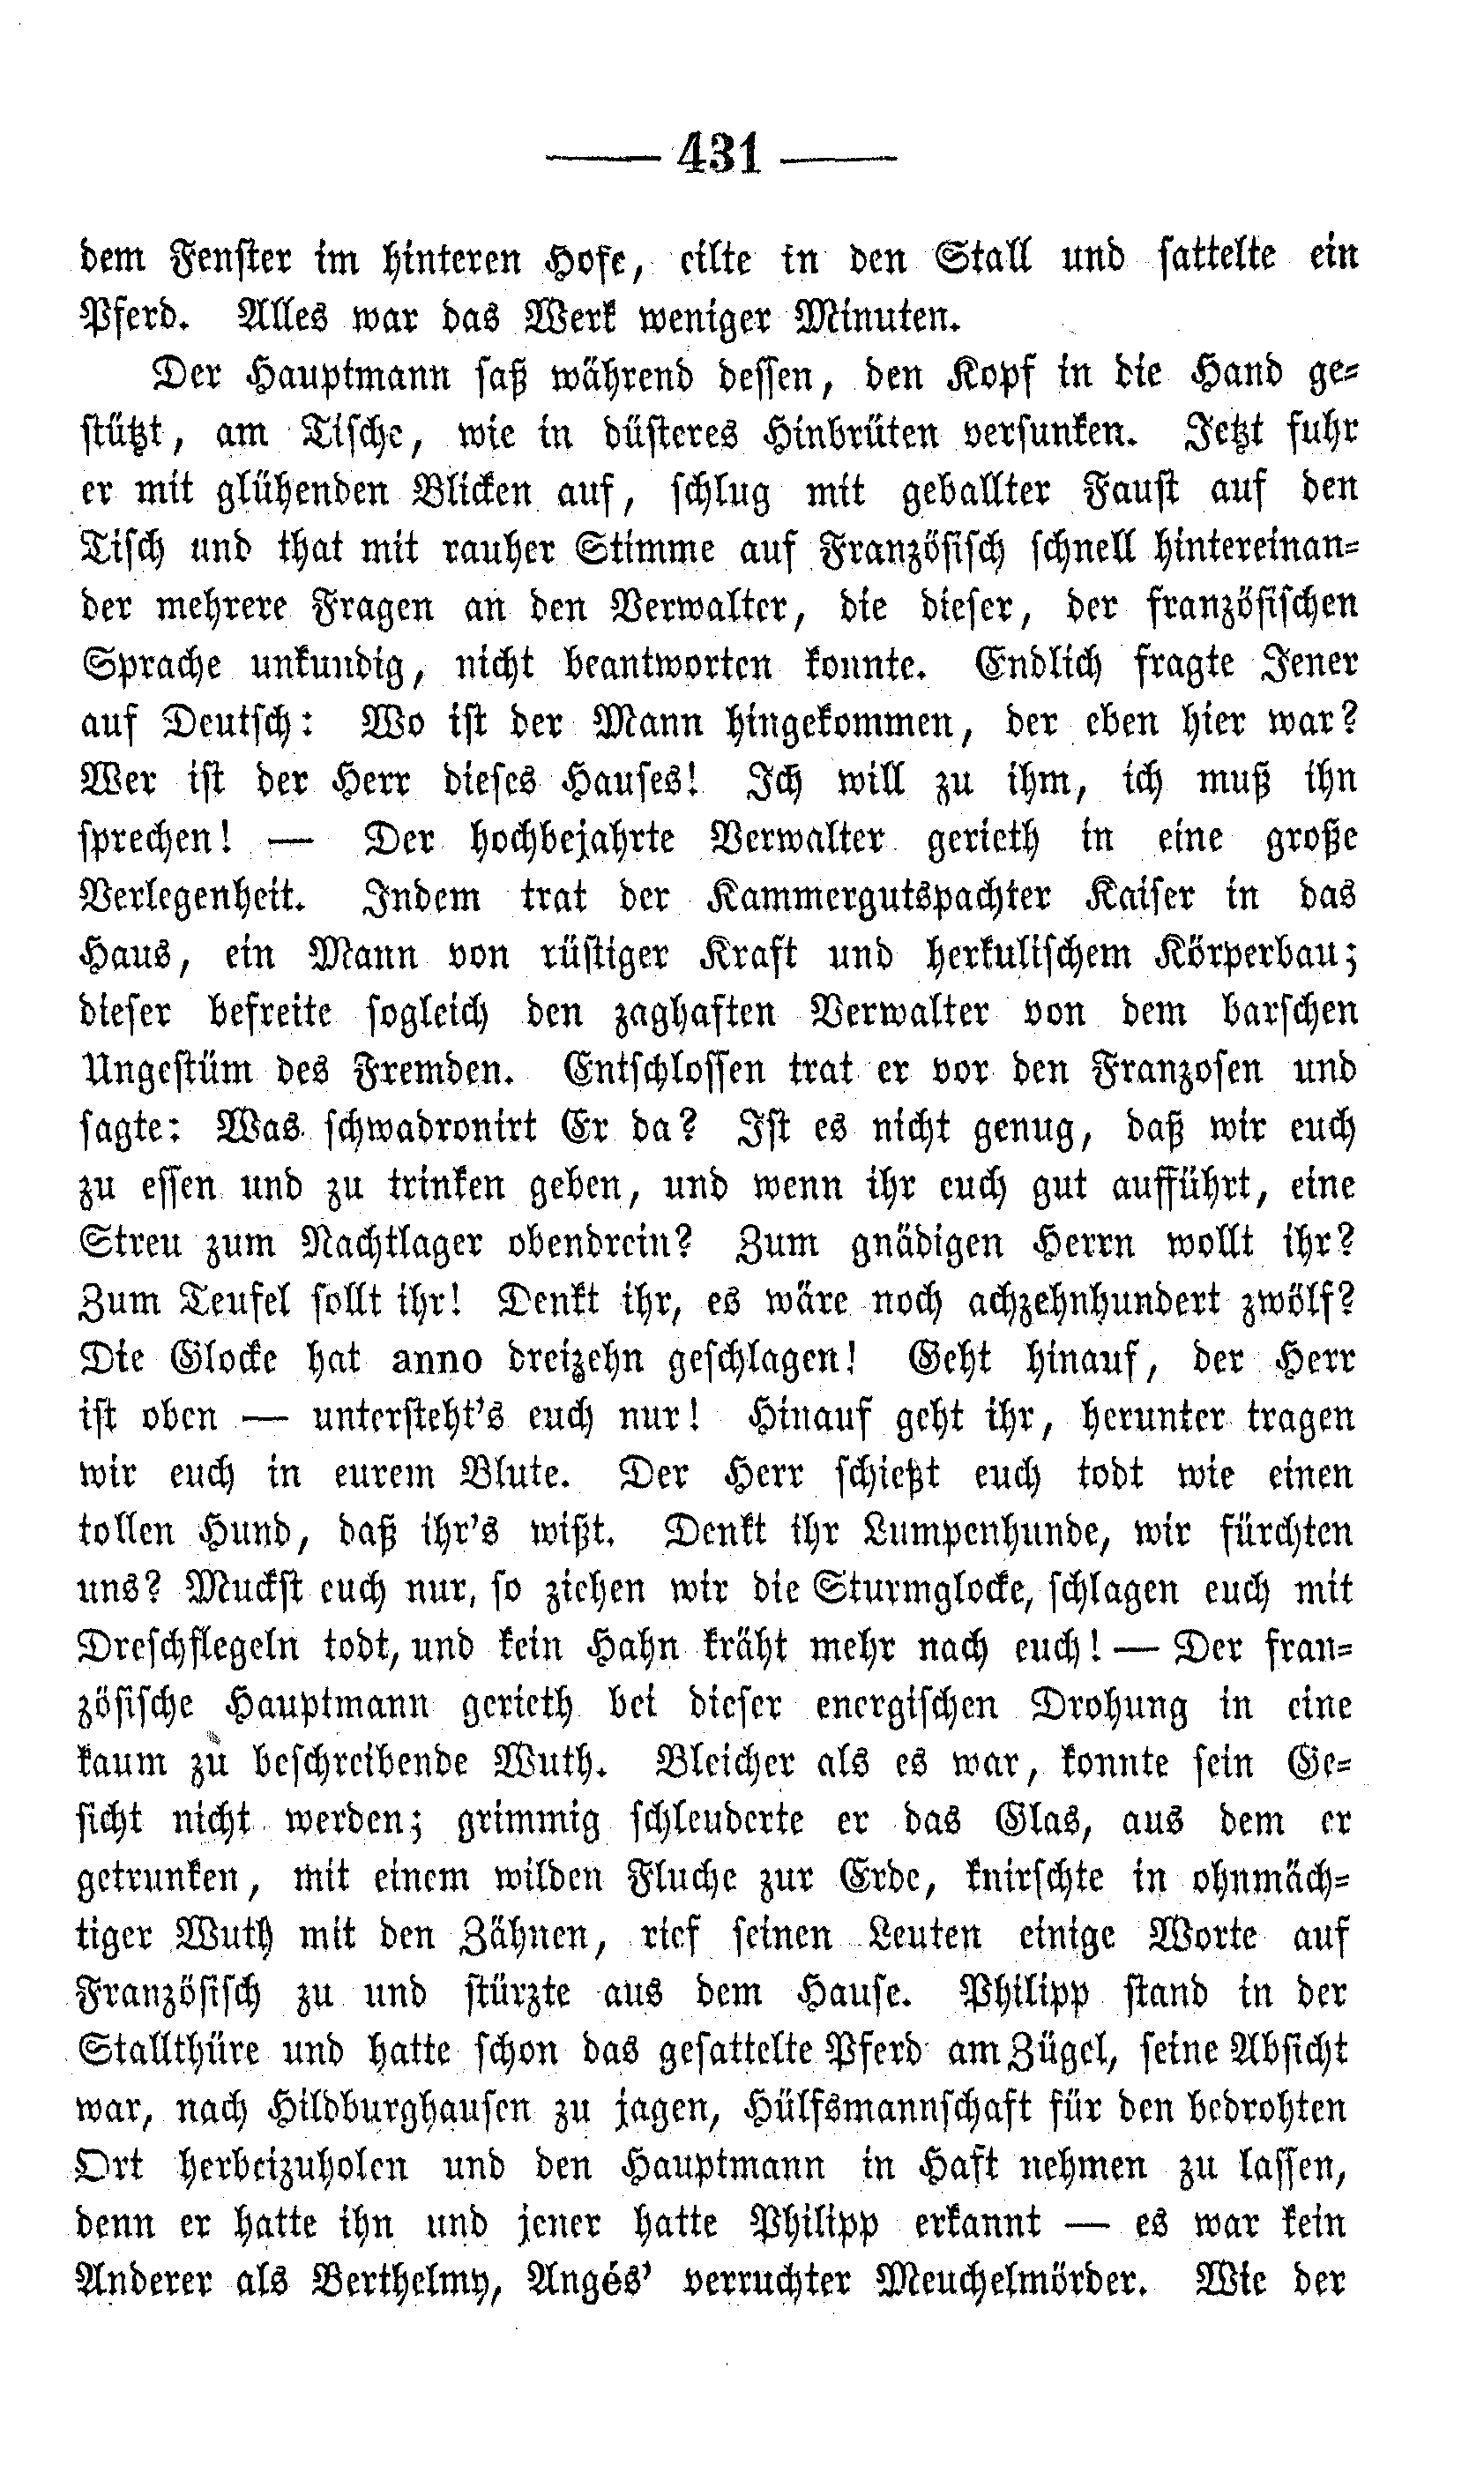 —— 431 ——
dem Fenster im hinteren Hofe, eilte in den Stall und sattelte ein
Pferd. Alles war das Werk weniger Minuten.
Der Hauptmann saß während dessen, den Kopf in die Hand ge-
stützt, am Tische, wie in düsteres Hinbrüten versunken. Jetzt fuhr
er mit glühenden Blicken auf, schlug mit geballter Faust auf den
Tisch und that mit rauher Stimme auf Französisch schnell hintereinan-
der mehrere Fragen an den Verwalter, die dieser, der französischen
Sprache unkundig, nicht beantworten konnte. Endlich fragte Jener
auf Deutsch: Wo ist der Mann hingekommen, der eben hier war?
Wer ist der Herr dieses Hauses! Ich will zu ihm, ich muß ihn
sprechen! — Der hochbejahrte Verwalter gerieth in eine große
Verlegenheit. Indem trat der Kammergutspachter Kaiser in das
Haus, ein Mann von rüstiger Kraft und herkulischem Körperbau;
dieser befreite sogleich den zaghaften Verwalter von dem barschen
Ungestüm des Fremden. Entschlossen trat er vor den Franzosen und
sagte: Was schwadronirt Er da? Ist es nicht genug, daß wir euch
zu essen und zu trinken geben, und wenn ihr euch gut aufführt, eine
Streu zum Nachtlager obendrein? Zum gnädigen Herrn wollt ihr?
Zum Teufel sollt ihr! Denkt ihr, es wäre noch achzehnhundert zwölf?
Die Glocke hat anno dreizehn geschlagen! Geht hinauf, der Herr
ist oben — untersteht's euch nur! Hinauf geht ihr, herunter tragen
wir euch in eurem Blute. Der Herr schießt euch todt wie einen
tollen Hund, daß ihr's wißt. Denkt ihr Lumpenhunde, wir fürchten
uns? Muckst euch nur, so ziehen wir die Sturmglocke, schlagen euch mit
Dreschflegeln todt, und kein Hahn kräht mehr nach euch! — Der fran-
zösische Hauptmann gerieth bei dieser energischen Drohung in eine
kaum zu beschreibende Wuth. Bleicher als es war, konnte sein Ge-
sicht nicht werden; grimmig schleuderte er das Glas, aus dem er
getrunken, mit einem wilden Fluche zur Erde, knirschte in ohnmäch-
tiger Wuth mit den Zähnen, rief seinen Leuten einige Worte auf
Französisch zu und stürzte aus dem Hause. Philipp stand in der
Stallthüre und hatte schon das gesattelte Pferd am Zügel, seine Absicht
war, nach Hildburghausen zu jagen, Hülfsmannschaft für den bedrohten
Ort herbeizuholen und den Hauptmann in Haft nehmen zu lassen,
denn er hatte ihn und jener hatte Philipp erkannt — es war kein
Anderer als Berthelmy, Angés' verruchter Meuchelmörder. Wie der